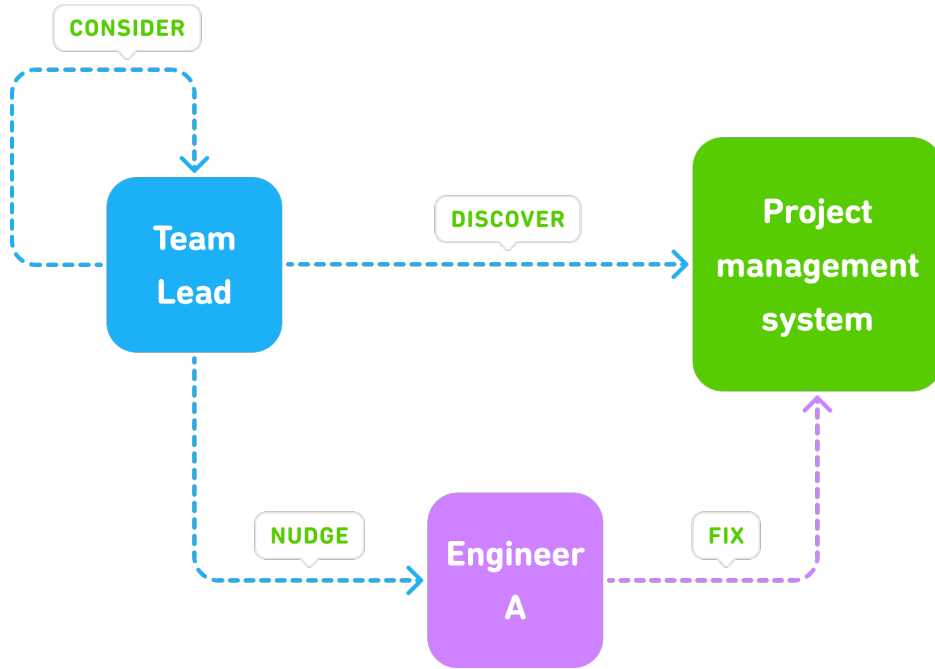 CONSIDER
Team
Lead
DISCOVER
Project
management
system
NUDGE
Engineer
A
FIX